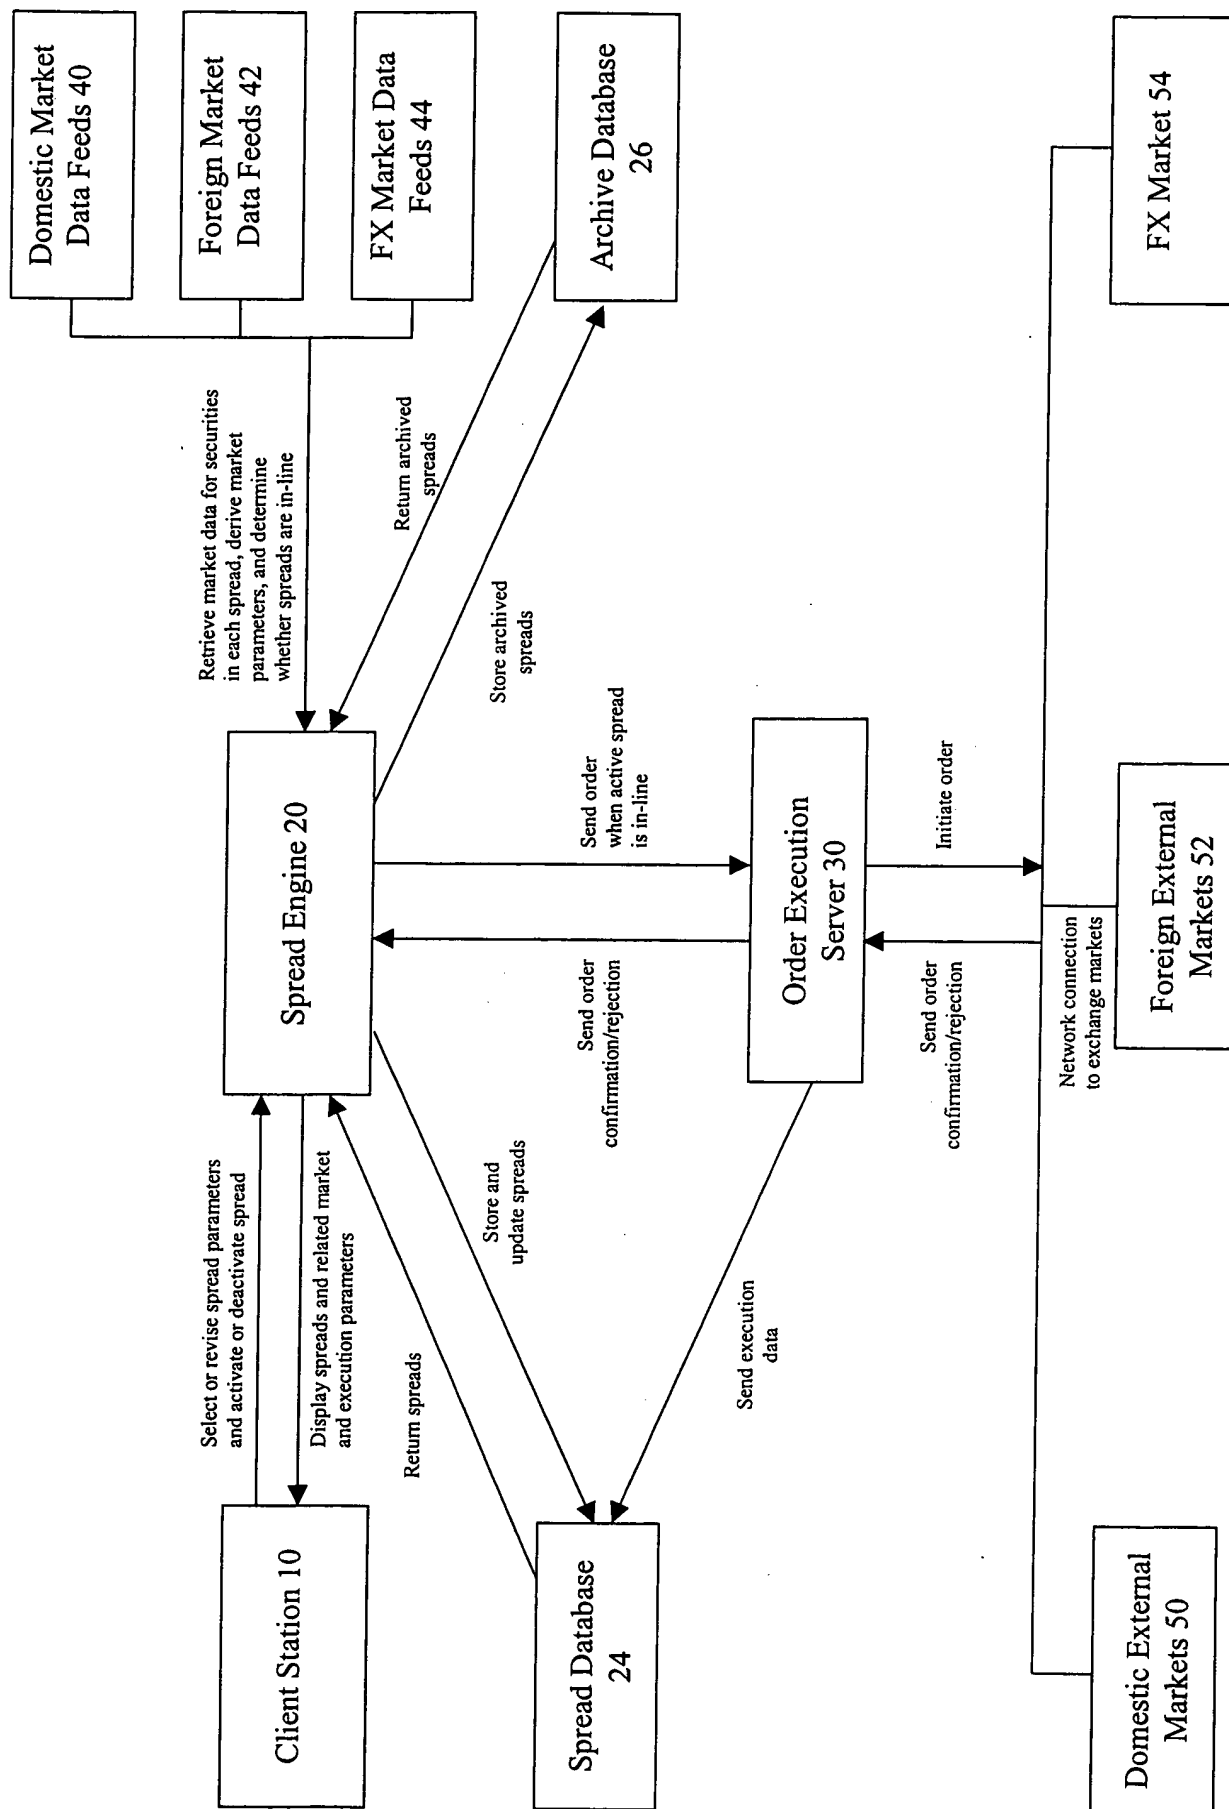 Client Station 10
Select or revise spread parameters
and activate or deactivate spread
Display spreads and related market
and execution parameters
Spread Engine 20
Retrieve market data for securities
in each spread, derive market
parameters, and determine
whether spreads are in-line
Domestic Market
Data Feeds 40
Foreign Market
Data Feeds 42
FX Market Data
Feeds 44
Return spreads
Store and
update spreads
Return archived
spreads
Store archived
spreads
Spread Database
24
Archive Database
26
Send order
confirmation/rejection
Send order
when active spread
is in-line
Send execution
data
Order Execution
Server 30
Send order
confirmation/rejection
Initiate order
Network connection
to exchange markets
Domestic External
Markets 50
Foreign External
Markets 52
FX Market 54